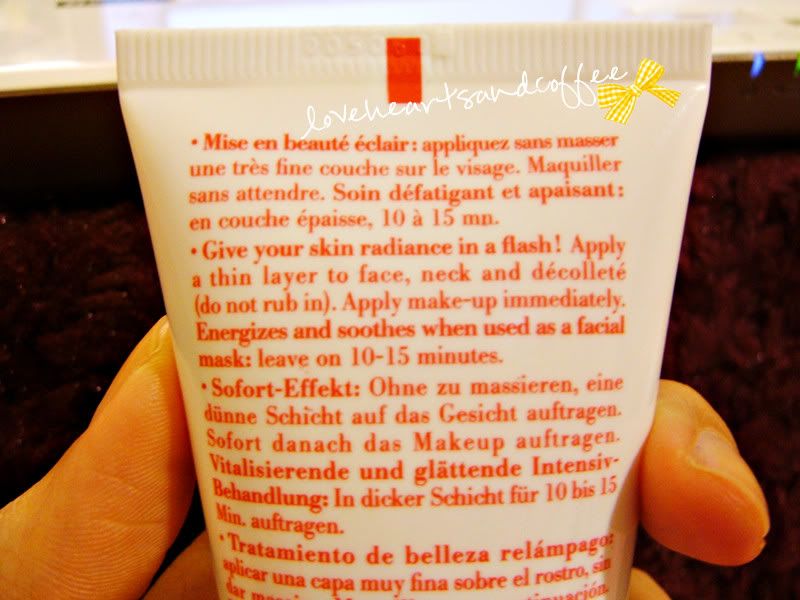 loveheartsandcoffee
• Mise en beauté éclair: appliquez sans masser
une très fine couche sur le visage. Maquiller
sans attendre. Soin défatigant et apaisant:
en couche épaisse, 10 à 15 mn.
• Give your skin radiance in a flash! Apply
a thin layer to face, neck and décolleté
(do not rub in). Apply make-up immediately.
Energizes and soothes when used as a facial
mask: leave on 10-15 minutes.
• Sofort-Effekt: Ohne zu massieren, eine
dünne Schicht auf das Gesicht auftragen.
Sofort danach das Makeup auftragen.
Vitalisierende und glättende Intensiv-
Behandlung: In dicker Schicht für 10 bis 15
Min. auftragen.
• Tratamiento de belleza relámpago:
aplicar una capa muy fina sobre el rostro, sin